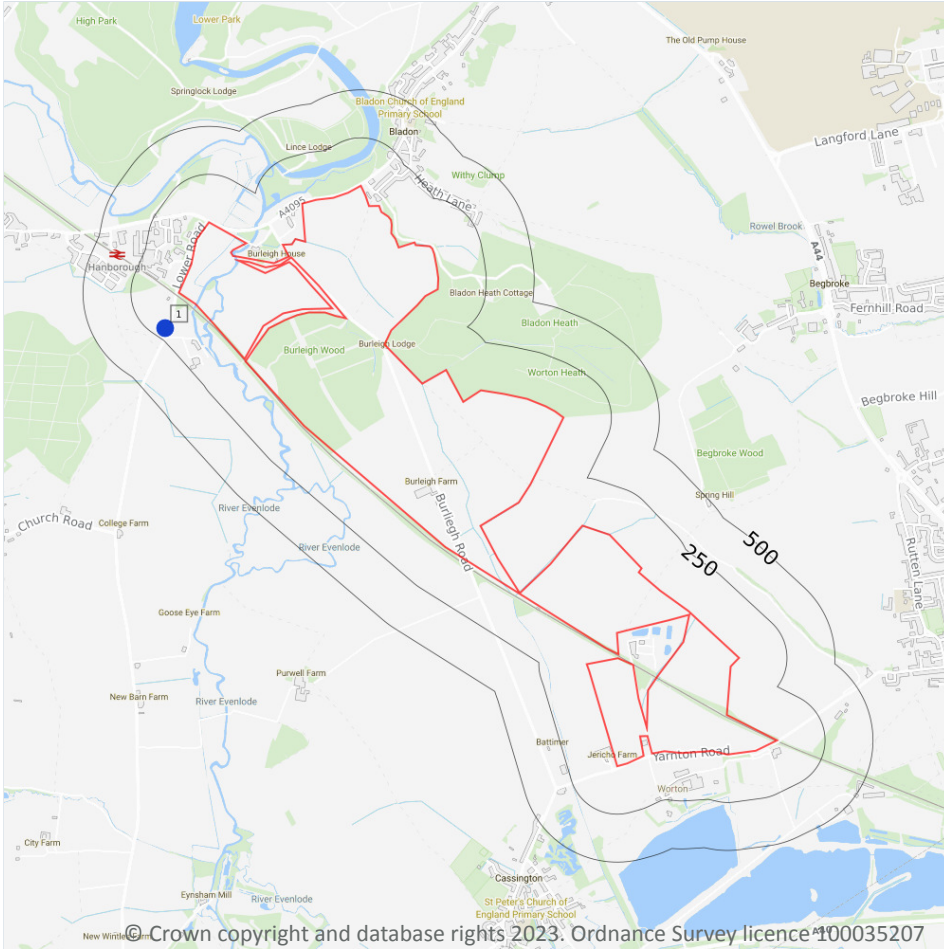 High Park
Lower Park
The Old Pump House
Springlock Lodge
Bladon Church of England
Primary School
Bladon
Langford Lane
Lince Lodge
Withy Clump
Heath Lane
A4095
Rowel Brook
A44
Lower Road
Burleigh House
Hanborough
Begbroke
Bladon Heath Cottage
Fernhill Road
1
Bladon Heath
Burleigh Wood
Burleigh Lodge
Worton Heath
Begbroke Hill
Begbroke Wood
Burleigh Farm
Spring Hill
River Evenlode
Burliegh Road
Church Road
College Farm
River Evenlode
250
500
Rutten Lane
Goose Eye Farm
Purwell Farm
New Barn Farm
River Evenlode
Battimer
Jericho Farm
Yarnton Road
Worton
City Farm
Cassington
Eynsham Mill
River Evenlode
St Peter's Church of
England Primary School
New Wintles Farm
A40
© Crown copyright and database rights 2023. Ordnance Survey licence 100035207